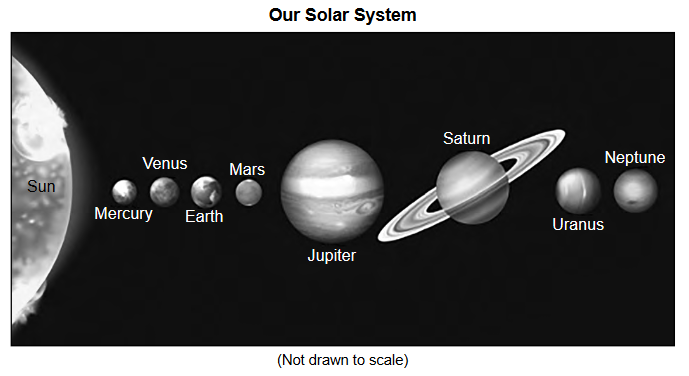 Our Solar System
Sun
Mercury
Venus
Earth
Mars
Jupiter
Saturn
Uranus
Neptune
(Not drawn to scale)